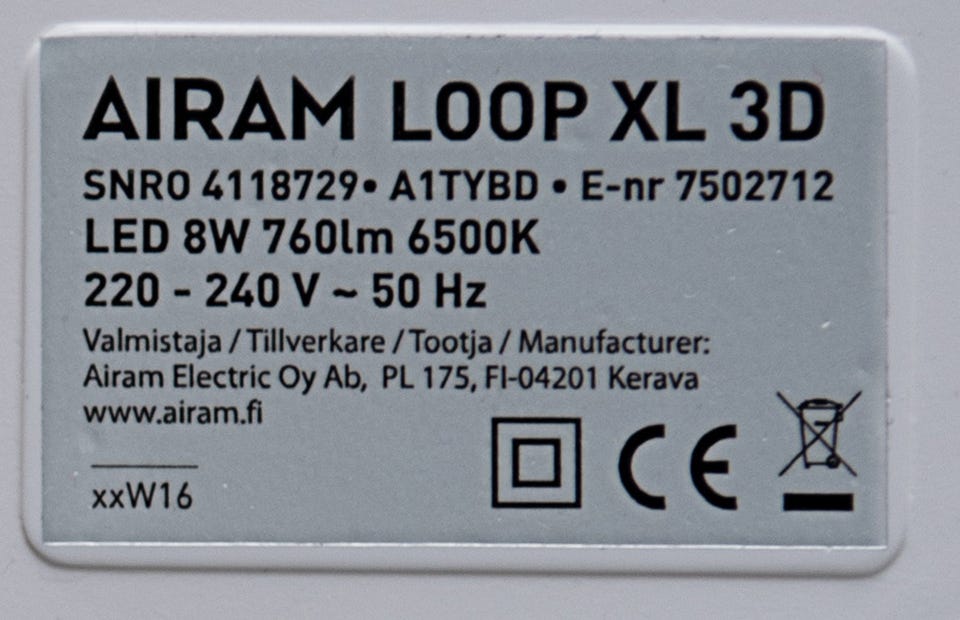 AIRAM LOOP XL 3D
SNRO 4118729• A1TYBD • E-nr 7502712
LED 8W 760lm 6500K
220 - 240 V ~ 50 Hz
Valmistaja / Tillverkare / Tootja / Manufacturer:
Airam Electric Oy Ab, PL 175, FI-04201 Kerava
www.airam.fi
xxW16
CE